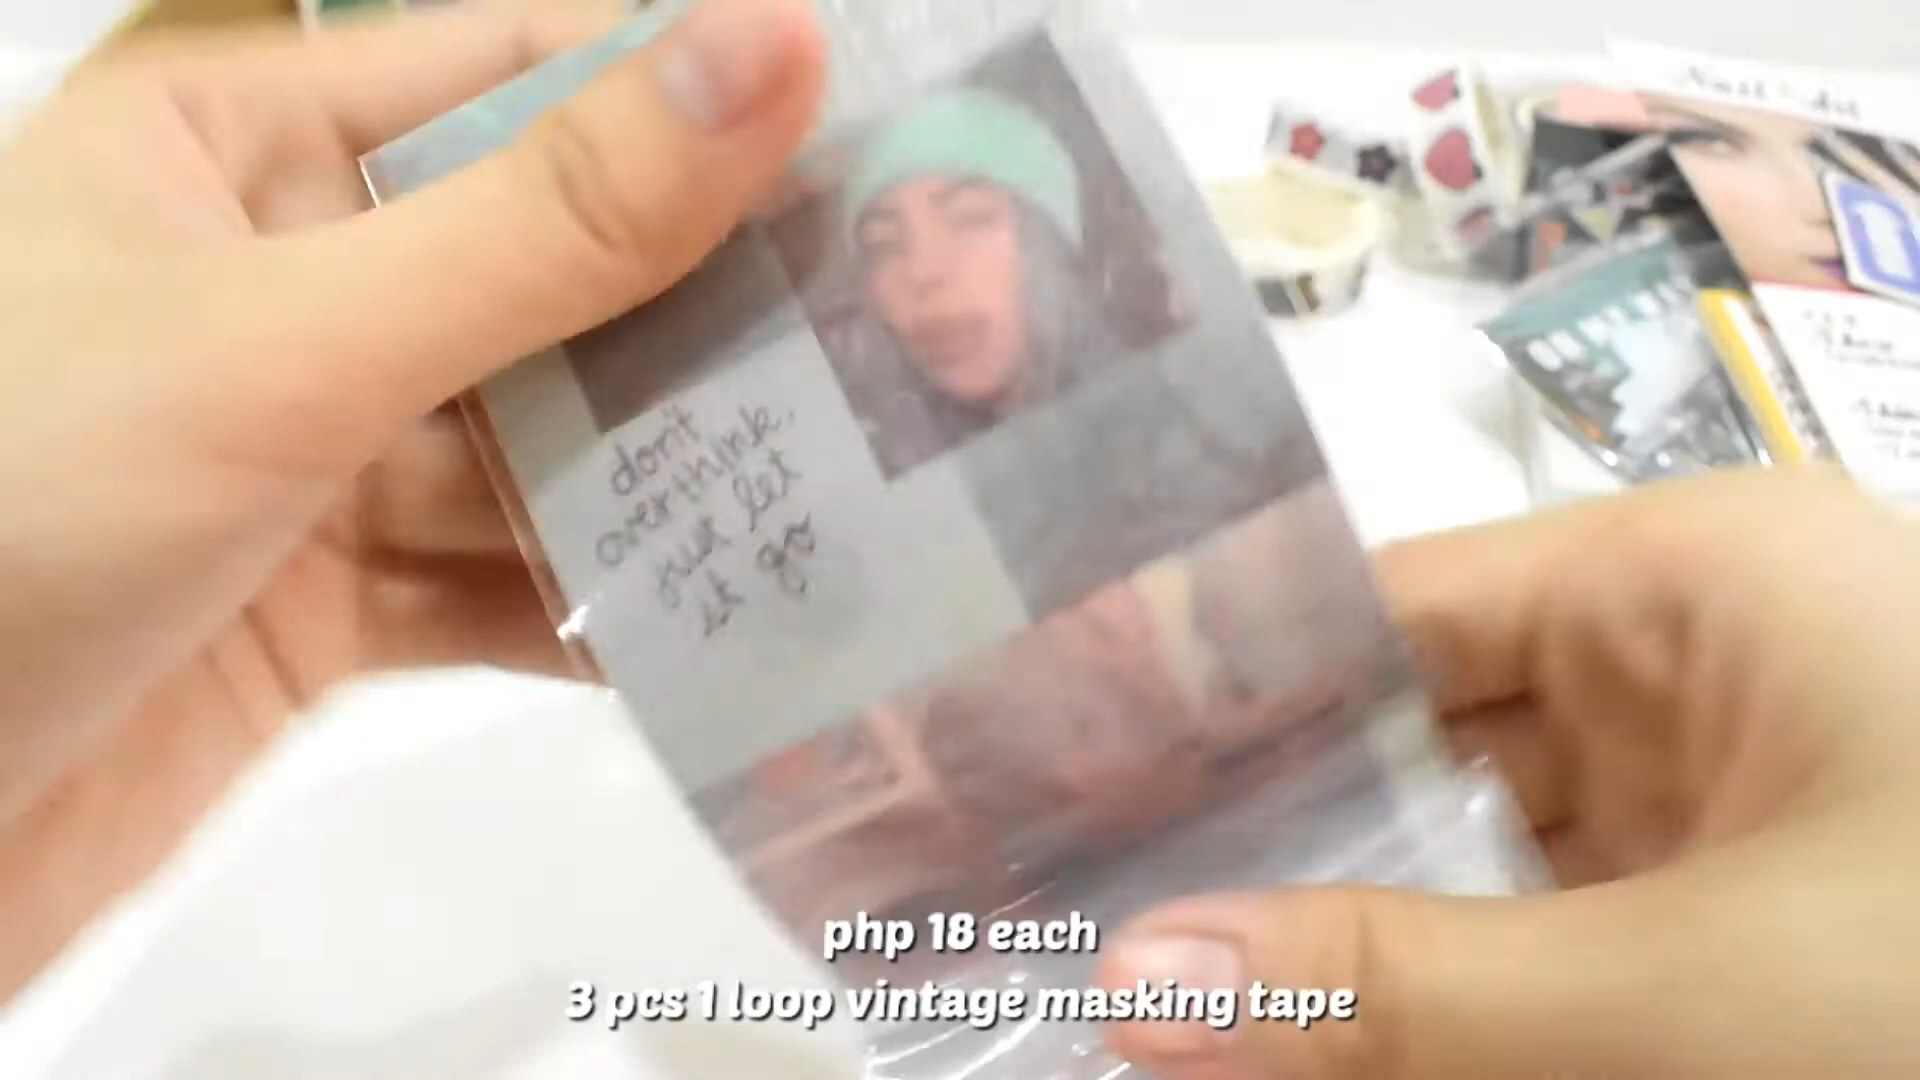 don't
overthink.
just let
it go
php 18 each
3 pcs 1 loop vintage masking tape